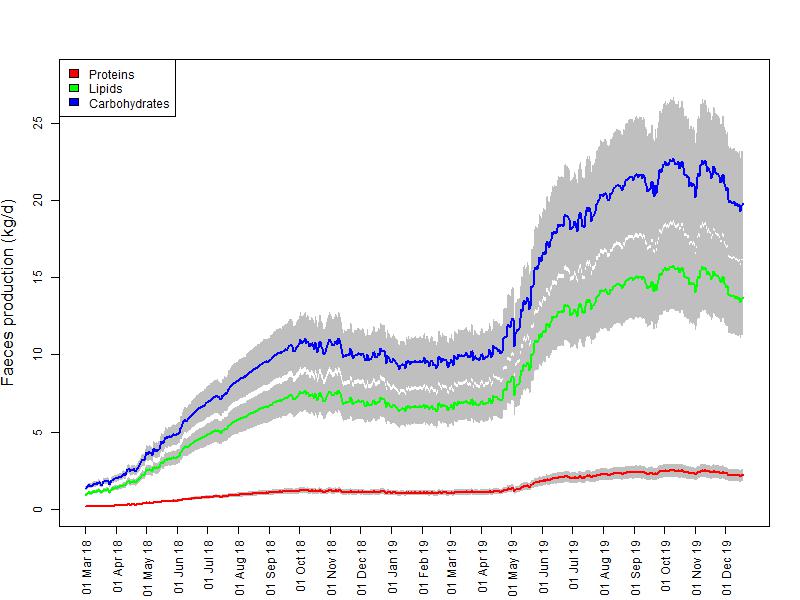 Proteins
Lipids
Carbohydrates
Faeces production (kg/d)
25
20
15
10
5
0
01 Mar 18
01 Apr 18
01 May 18
01 Jun 18
01 Jul 18
01 Aug 18
01 Sep 18
01 Oct 18
01 Nov 18
01 Dec 18
01 Jan 19
01 Feb 19
01 Mar 19
01 Apr 19
01 May 19
01 Jun 19
01 Jul 19
01 Aug 19
01 Sep 19
01 Oct 19
01 Nov 19
01 Dec 19